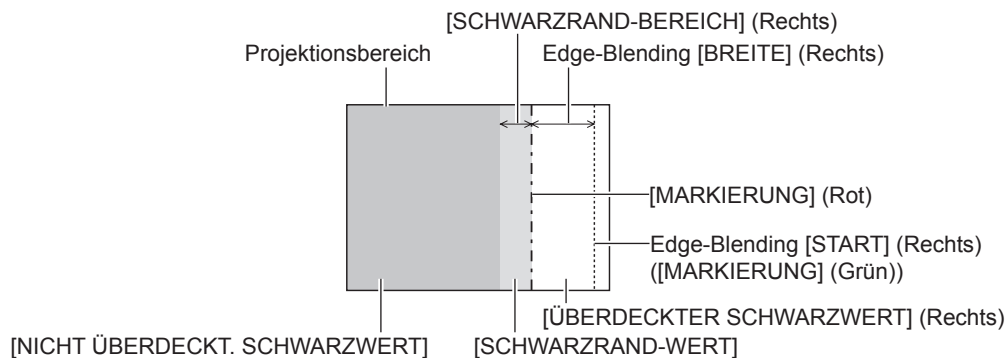 [SCHWARZRAND-BEREICH] (Rechts)
Projektionsbereich
Edge-Blending [BREITE] (Rechts)
[MARKIERUNG] (Rot)
Edge-Blending [START] (Rechts)
([MARKIERUNG] (Grün))
[ÜBERDECKTER SCHWARZWERT] (Rechts)
[NICHT ÜBERDECKT. SCHWARZWERT]
[SCHWARZRAND-WERT]